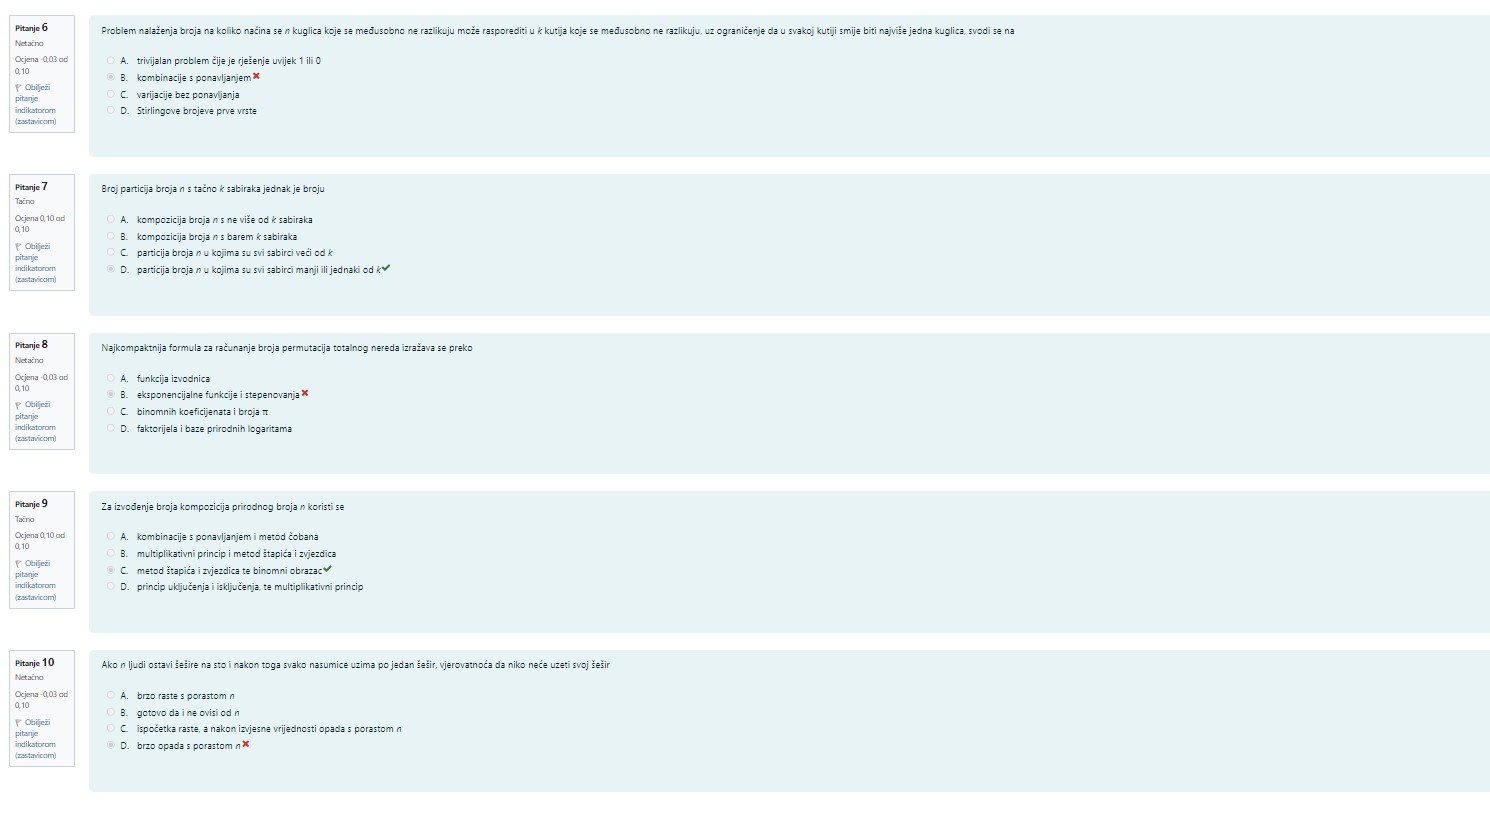 Pitanje 6
Netačno
Ocjena -0,03 od
0,10
Obilježi
pitanje
indikatorom
(zastavicom)
Problem nalaženja broja na koliko načina se n kuglica koje se međusobno ne razlikuju može rasporediti u k kutija koje se međusobno ne razlikuju, uz ograničenje da u svakoj kutiji smije biti najviše jedna kuglica, svodi se na
A. trivijalan problem čije je rješenje uvijek 1 ili 0
B. kombinacije s ponavljanjem
C. varijacije bez ponavljanja
D. Stirlingove brojeve prve vrste
Pitanje 7
Tačno
Ocjena 0,10 od
0,10
Obilježi
pitanje
indikatorom
(zastavicom)
Broj particija broja n s tačno k sabiraka jednak je broju
A. kompozicija broja n s ne više od k sabiraka
B. kompozicija broja n s barem k sabiraka
C. particija broja n u kojima su svi sabirci veći od k
D. particija broja n u kojima su svi sabirci manji ili jednaki od k
Pitanje 8
Netačno
Ocjena -0,03 od
0,10
Obilježi
pitanje
indikatorom
(zastavicom)
Najkompaktnija formula za računanje broja permutacija totalnog nereda izražava se preko
A. funkcija izvodnica
B. eksponencijalne funkcije i stepenovanja
C. binomnih koeficijenata i broja π
D. faktorijela i baze prirodnih logaritama
Pitanje 9
Tačno
Ocjena 0,10 od
0,10
Obilježi
pitanje
indikatorom
(zastavicom)
Za izvođenje broja kompozicija prirodnog broja n koristi se
A. kombinacije s ponavljanjem i metod čobana
B. multiplikativni princip i metod štapića i zvjezdica
C. metod štapića i zvjezdica te binomni obrazac
D. princip uključenja i isključenja, te multiplikativni princip
Pitanje 10
Netačno
Ocjena -0,03 od
0,10
Obilježi
pitanje
indikatorom
(zastavicom)
Ako n ljudi ostavi šešire na sto i nakon toga svako nasumice uzima po jedan šešir, vjerovatnoća da niko neće uzeti svoj šešir
A. brzo raste s porastom n
B. gotovo da i ne ovisi od n
C. ispočetka raste, a nakon izvjesne vrijednosti opada s porastom n
D. brzo opada s porastom n